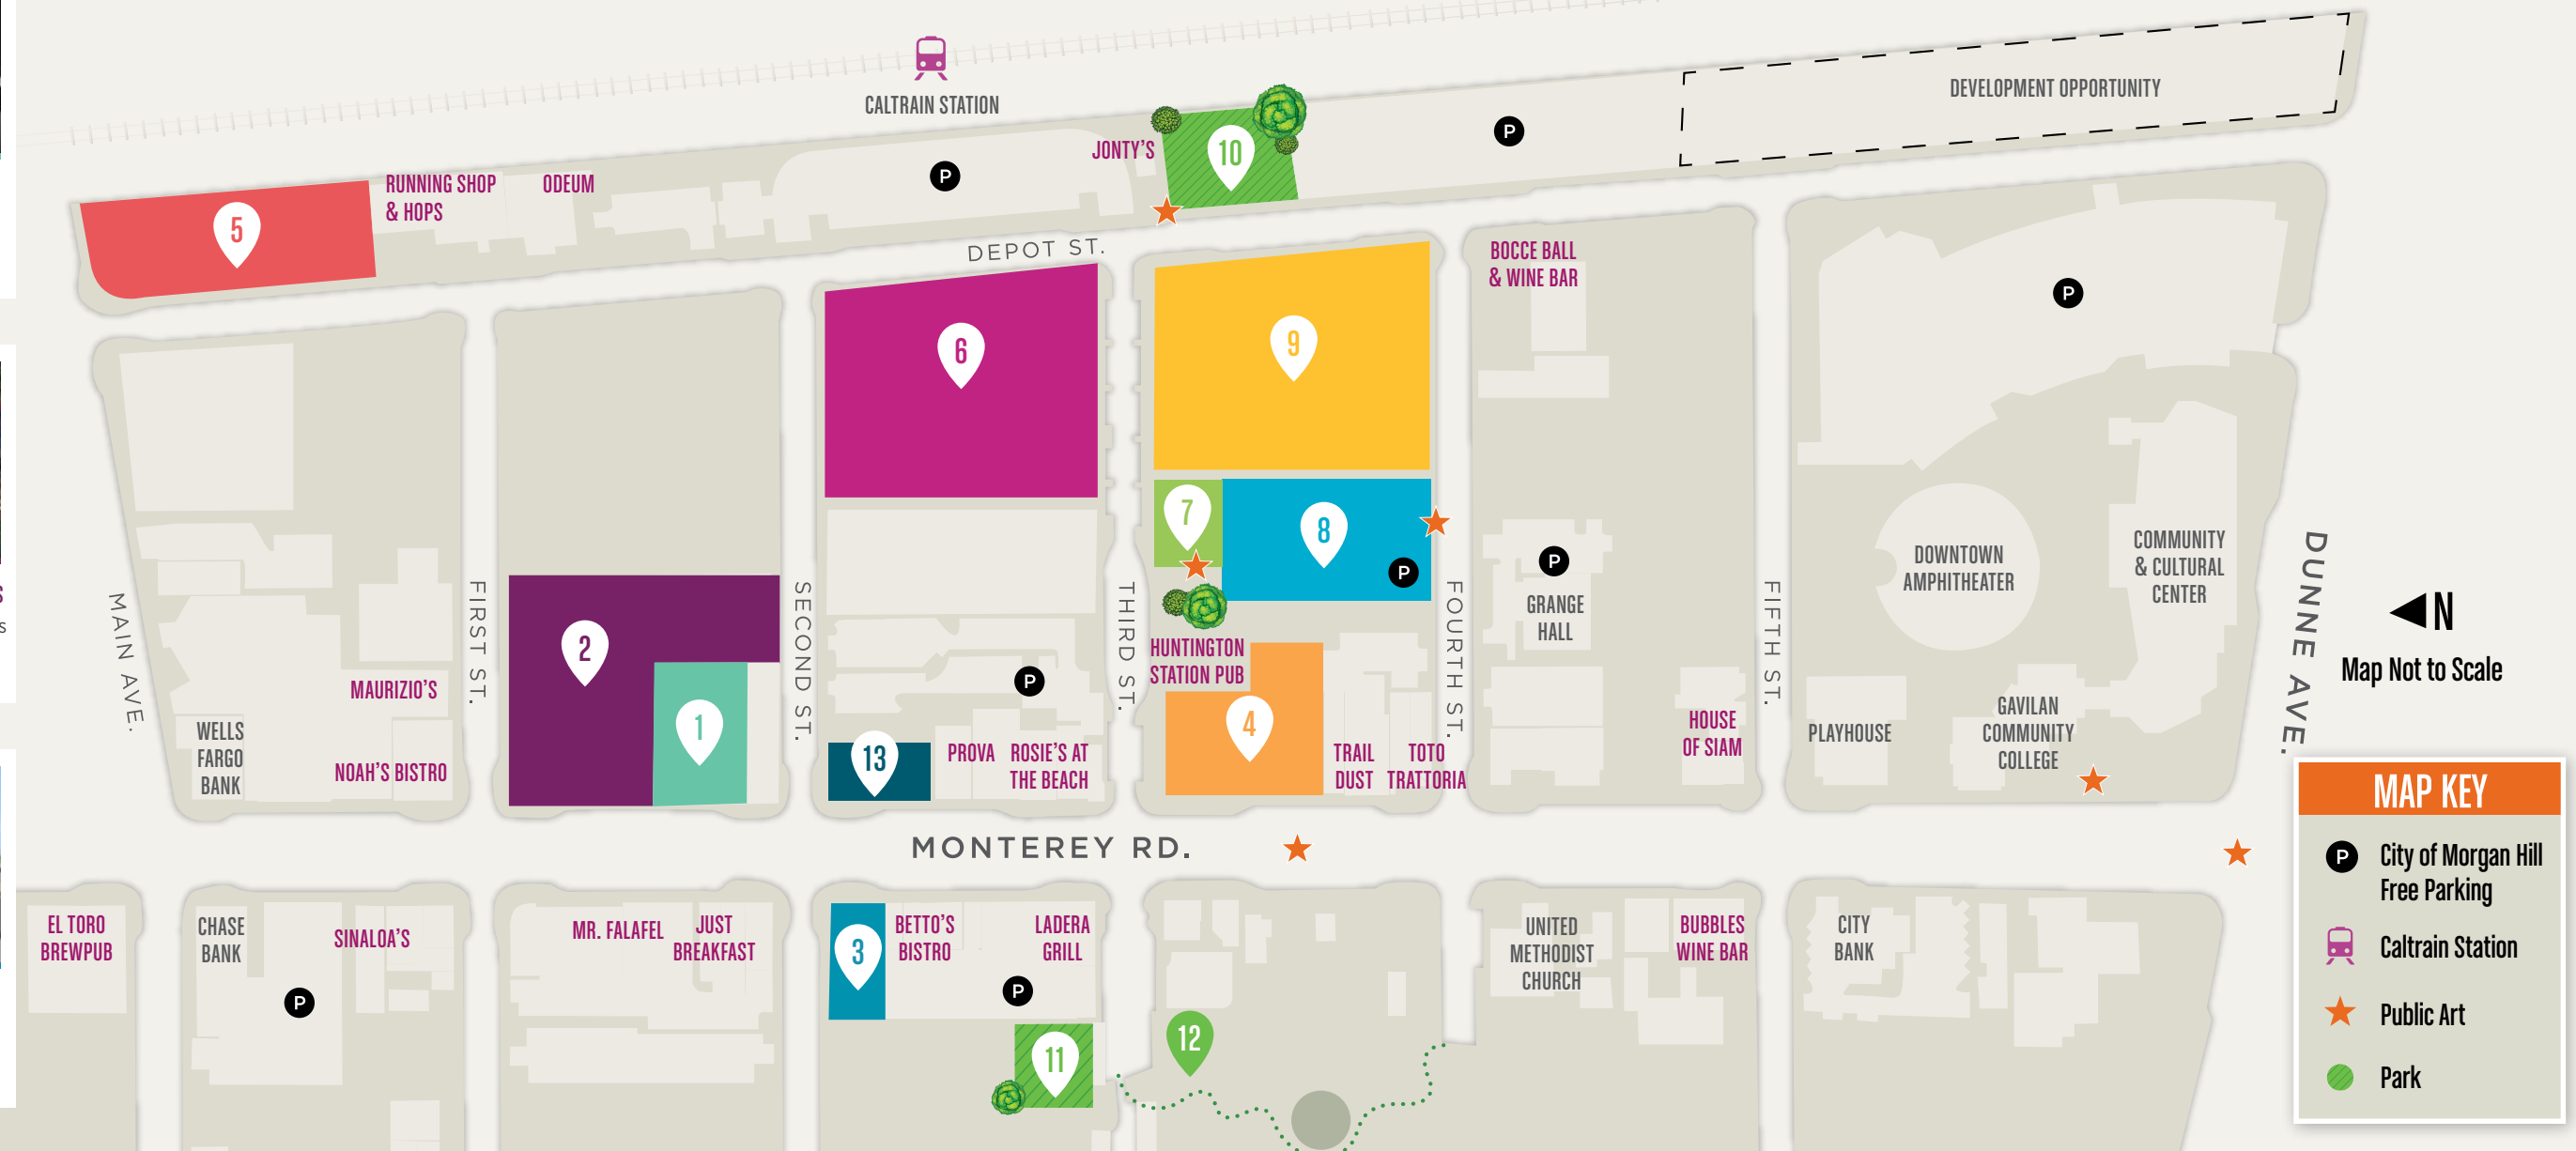 CALTRAIN STATION
DEVELOPMENT OPPORTUNITY
P
P
JONTY'S
10
RUNNING SHOP
& HOPS
ODEUM
5
DEPOT ST.
BOCCE BALL
& WINE BAR
P
6
9
7
8
P
P
GRANGE
HALL
DOWNTOWN
AMPHITHEATER
COMMUNITY
& CULTURAL
CENTER
MAIN AVE.
FIRST ST.
SECOND ST.
THIRD ST.
FOURTH ST.
FIFTH ST.
DUNNE AVE.
N
Map Not to Scale
2
1
P
HUNTINGTON
STATION PUB
4
MAURIZIO'S
WELLS
FARGO
BANK
NOAH'S BISTRO
13
PROVA
ROSIE'S AT
THE BEACH
TRAIL
DUST
TOTO
TRATTORIA
HOUSE
OF SIAM
PLAYHOUSE
GAVILAN
COMMUNITY
COLLEGE
MONTEREY RD.
EL TORO
BREWPUB
CHASE
BANK
P
SINALOA'S
MR. FALAFEL
JUST
BREAKFAST
3
BETTO'S
BISTRO
LADERA
GRILL
P
11
12
UNITED
METHODIST
CHURCH
BUBBLES
WINE BAR
CITY
BANK
MAP KEY
P
City of Morgan Hill
Free Parking
Caltrain Station
Public Art
Park